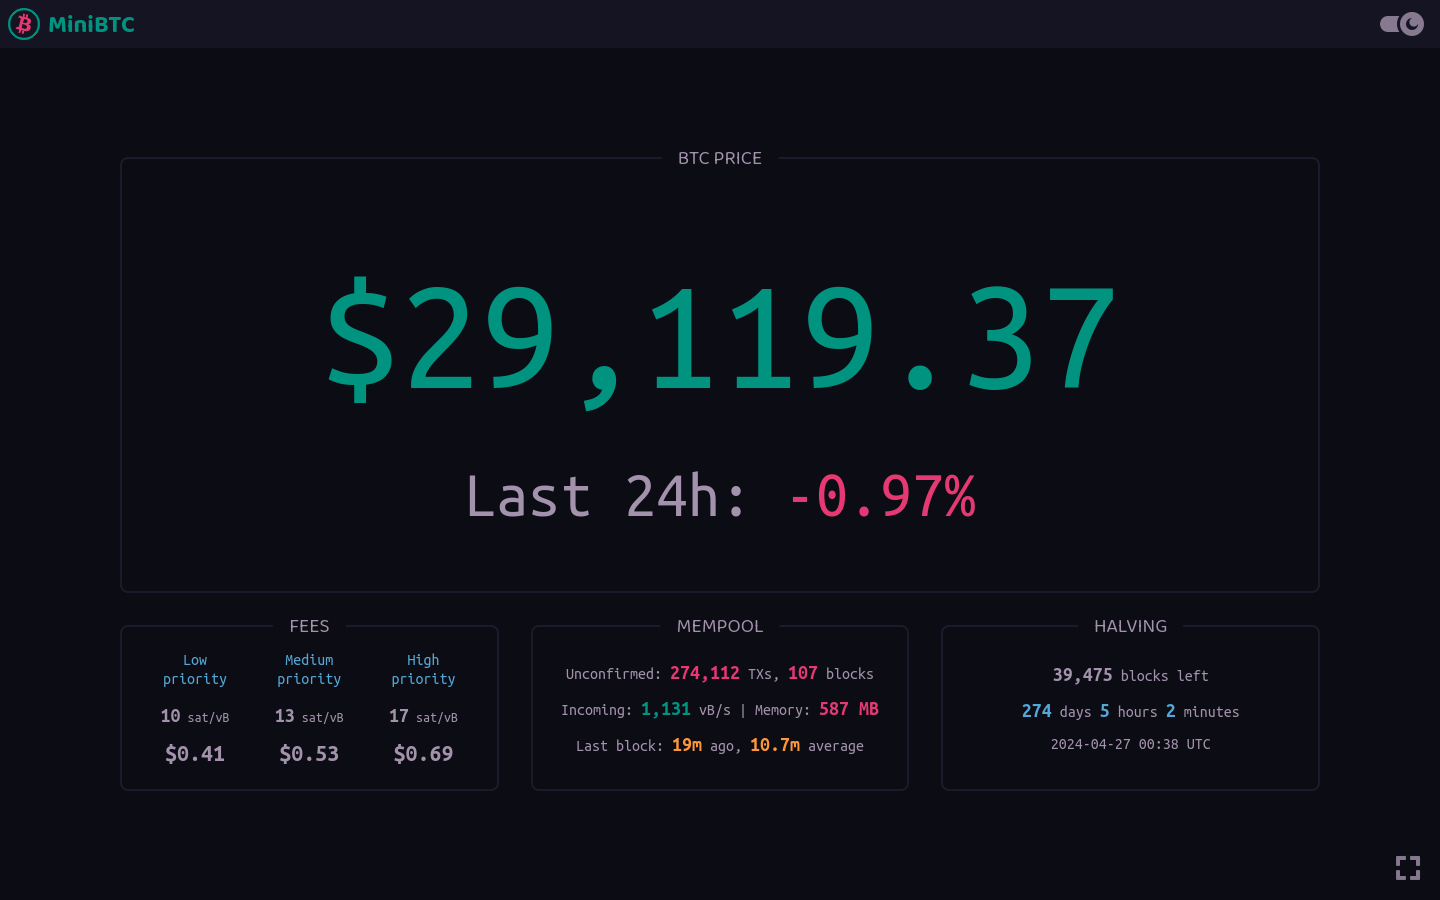 MiniBTC
BTC PRICE
$29,119.37
Last 24h: -0.97%
FEES
Low priority
Medium priority
High priority
10 sat/vB
13 sat/vB
17 sat/vB
$0.41
$0.53
$0.69
MEMPOOL
Unconfirmed: 274,112 TXs, 107 blocks
Incoming: 1,131 vB/s | Memory: 587 MB
Last block: 19m ago, 10.7m average
HALVING
39,475 blocks left
274 days 5 hours 2 minutes
2024-04-27 00:38 UTC